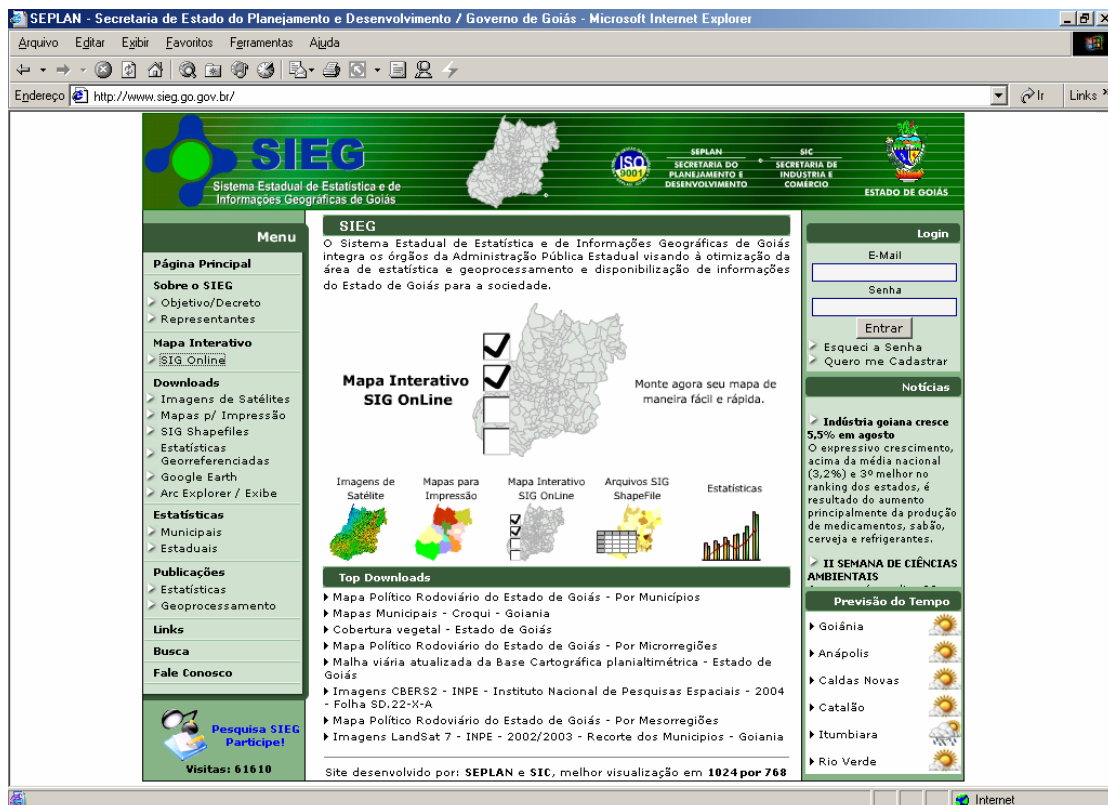 SEPLAN - Secretaria de Estado do Planejamento e Desenvolvimento / Governo de Goiás - Microsoft Internet Explorer
Arquivo Editar Exibir Favoritos Ferramentas Ajuda
Endereço http://www.sieg.go.gov.br/ Ir Links
SIEG
Sistema Estadual de Estatística e de
Informações Geográficas de Goiás
ISO
9001
SEPLAN
SECRETARIA DO
PLANEJAMENTO E
DESENVOLVIMENTO
SIC
SECRETARIA DE
INDÚSTRIA E
COMÉRCIO
ESTADO DE GOIÁS
Menu
Página Principal
Sobre o SIEG
Objetivo/Decreto
Representantes
Mapa Interativo
SIG Online
Downloads
Imagens de Satélites
Mapas p/ Impressão
SIG Shapefiles
Estatísticas
Georreferenciadas
Google Earth
Arc Explorer / Exibe
Estatísticas
Municipais
Estaduais
Publicações
Estatísticas
Geoprocessamento
Links
Busca
Fale Conosco
Pesquisa SIEG
Participe!
Visitas: 61610
SIEG
O Sistema Estadual de Estatística e de Informações Geográficas de Goiás
integra os órgãos da Administração Pública Estadual visando à otimização da
área de estatística e geoprocessamento e disponibilização de informações
do Estado de Goiás para a sociedade.
Mapa Interativo
SIG OnLine
Monte agora seu mapa de
maneira fácil e rápida.
Imagens de
Satélite
Mapas para
Impressão
Mapa Interativo
SIG OnLine
Arquivos SIG
ShapeFile
Estatísticas
Top Downloads
Mapa Político Rodoviário do Estado de Goiás - Por Municípios
Mapas Municipais - Croqui - Goiania
Cobertura vegetal - Estado de Goiás
Mapa Político Rodoviário do Estado de Goiás - Por Microrregiões
Malha viária atualizada da Base Cartográfica planialtimétrica - Estado de
Goiás
Imagens CBERS2 - INPE - Instituto Nacional de Pesquisas Espaciais - 2004
- Folha SD.22-X-A
Mapa Político Rodoviário do Estado de Goiás - Por Mesorregiões
Imagens LandSat 7 - INPE - 2002/2003 - Recorte dos Municipios - Goiania
Site desenvolvido por: SEPLAN e SIC, melhor visualização em 1024 por 768
Login
E-Mail
Senha
Entrar
Esqueci a Senha
Quero me Cadastrar
Notícias
Indústria goiana cresce
5,5% em agosto
O expressivo crescimento,
acima da média nacional
(3,2%) e 3º melhor no
ranking dos estados, é
resultado do aumento
principalmente da produção
de medicamentos, sabão,
cerveja e refrigerantes.
II SEMANA DE CIÊNCIAS
AMBIENTAIS
Previsão do Tempo
Goiânia
Anápolis
Caldas Novas
Catalão
Itumbiara
Rio Verde
Internet